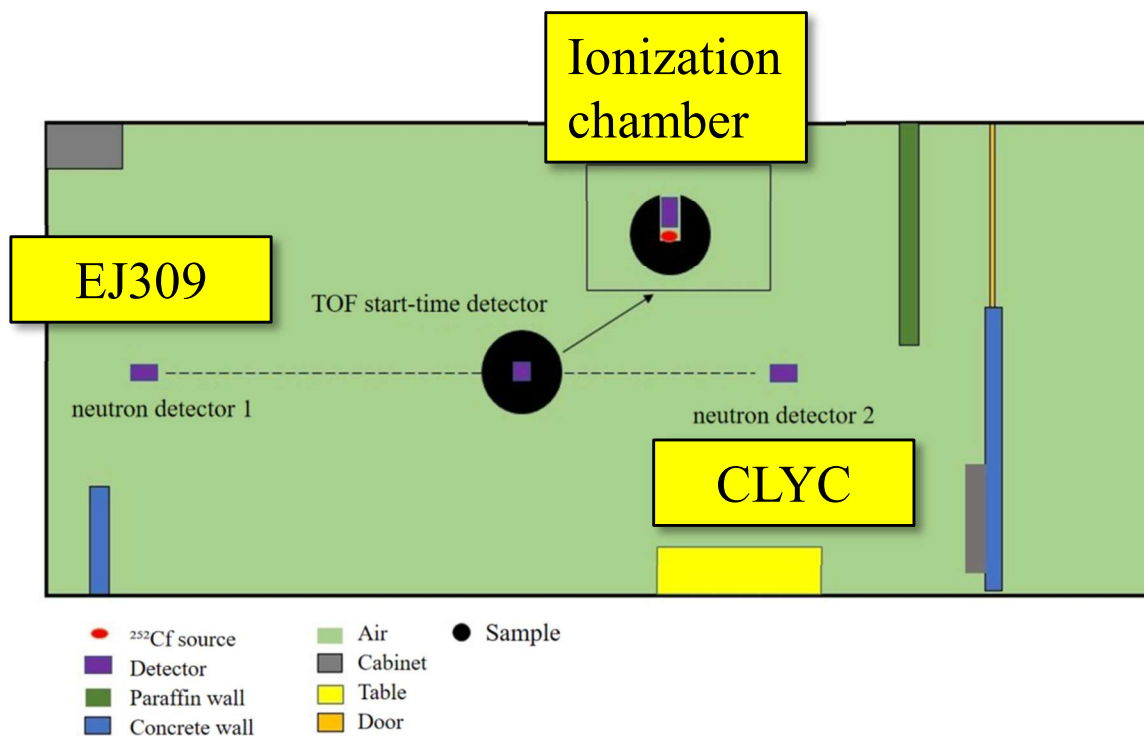 Ionization
chamber
EJ309
TOF start-time detector
neutron detector 1
neutron detector 2
CLYC
²⁵²Cf source
Detector
Paraffin wall
Concrete wall
Air
Cabinet
Table
Door
Sample